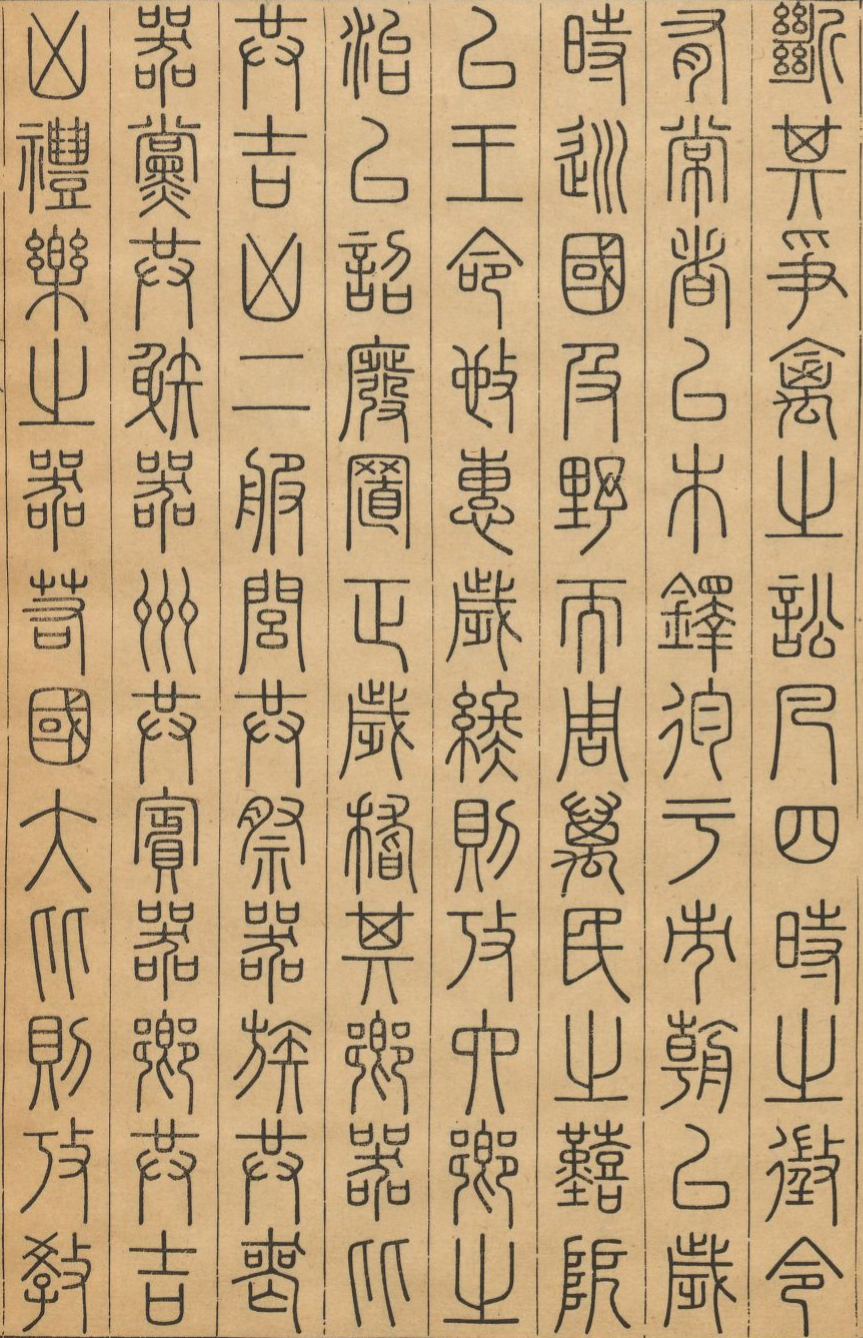 斷其爭禽之訟凡四時之徵令
有常者以木鐸徇于市朝以歲
時巡國及野而周萬民之囏阨
以王命施惠歲終則攷六鄉之
治以詔廢置正歲稽其鄉器比
共吉凶二服閭共祭器族共喪
器黨共射器州共賓器鄉共吉
凶禮樂之器若國大比則攷教